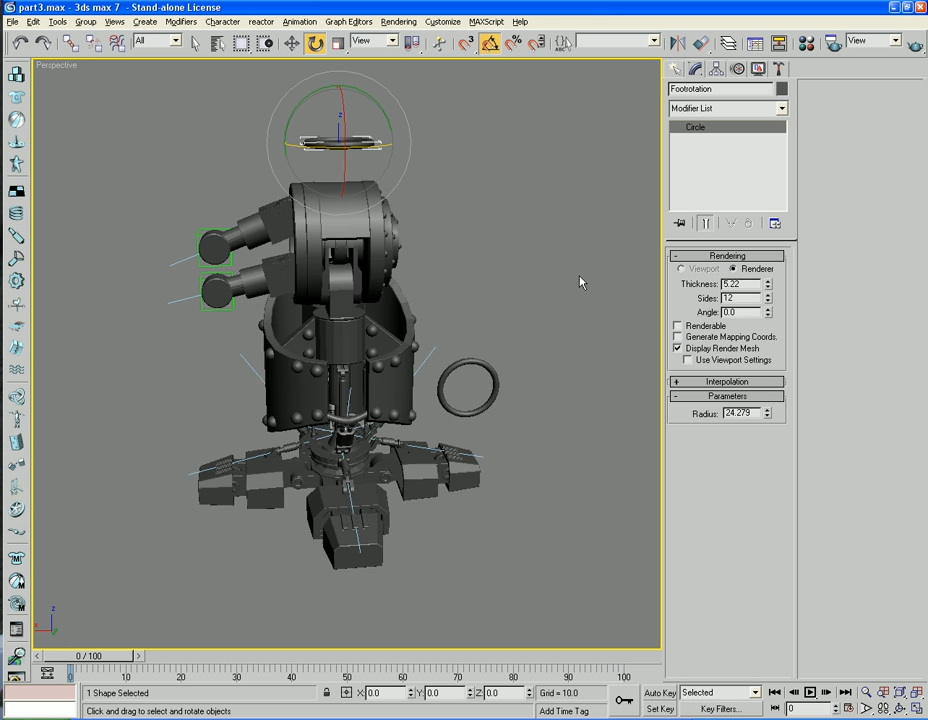 part3.max - 3ds max 7 - Stand-alone License
File Edit Tools Group Views Create Modifiers Character reactor Animation Graph Editors Rendering Customize MAXScript Help
All
View
3
%
ABC
View
Perspective
z
Footrotation
Modifier List
Circle
- Rendering
Viewport Renderer
Thickness: 5.22
Sides: 12
Angle: 0.0
Renderable
Generate Mapping Coords.
Display Render Mesh
Use Viewport Settings
+ Interpolation
- Parameters
Radius: 24.279
z
x
y
M
M
M
< 0 / 100 >
0 10 20 30 40 50 60 70 80 90 100
1 Shape Selected X: 0.0 Y: 0.0 Z: 0.0 Grid = 10.0 Auto Key Selected
Click and drag to select and rotate objects Add Time Tag Set Key Key Filters... 0